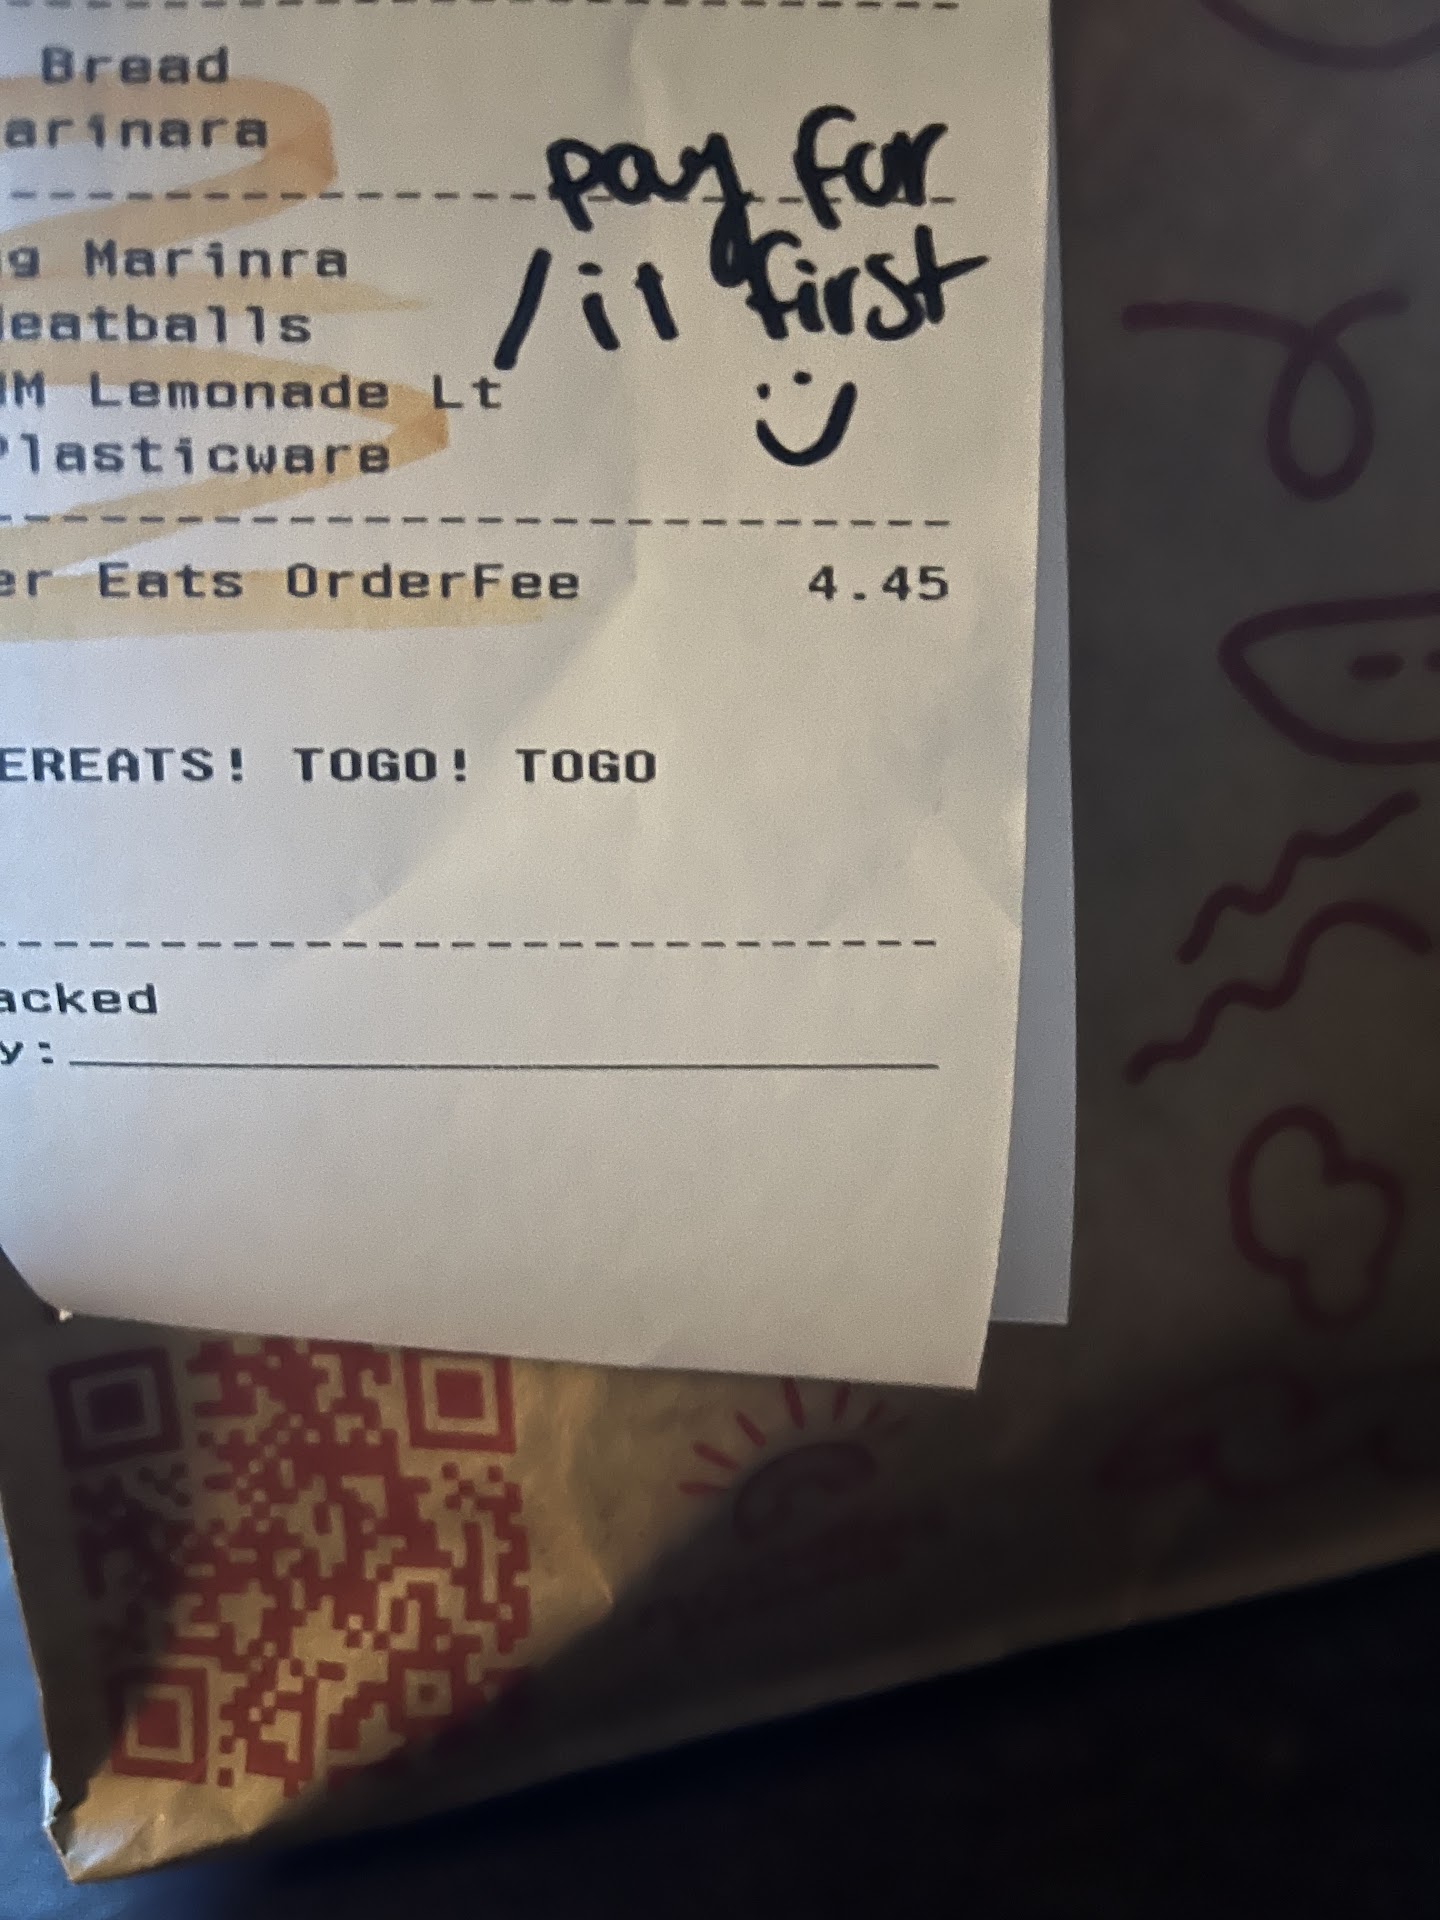 Bread
arinara
pay for
g Marinra
/it first
eatballs
M Lemonade Lt
Plasticware
er Eats OrderFee 4.45
EREATS! TOGO! TOGO
acked
y: